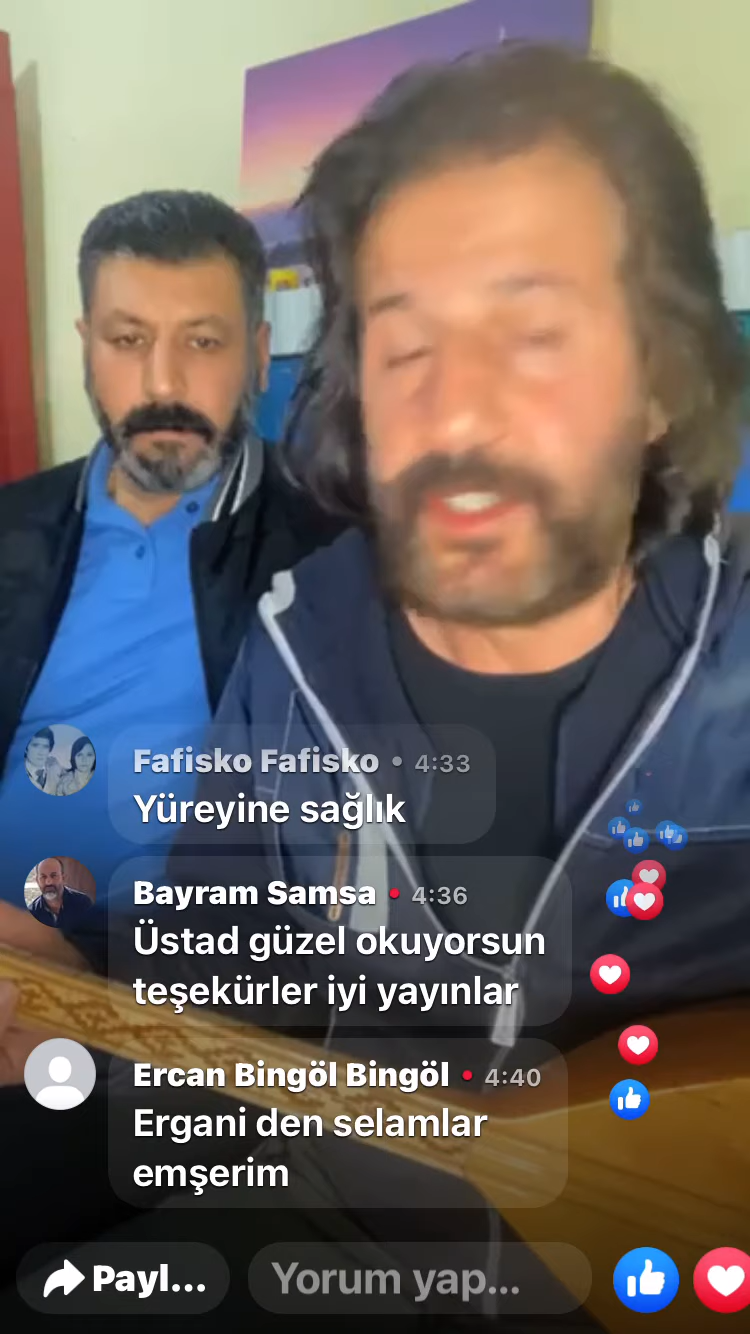 Fafisko Fafisko • 4:33
Yüreyine sağlık
Bayram Samsa • 4:36
Üstad güzel okuyorsun
teşekürler iyi yayınlar
Ercan Bingöl Bingöl • 4:40
Ergani den selamlar
emşerim
Payl...
Yorum yap...